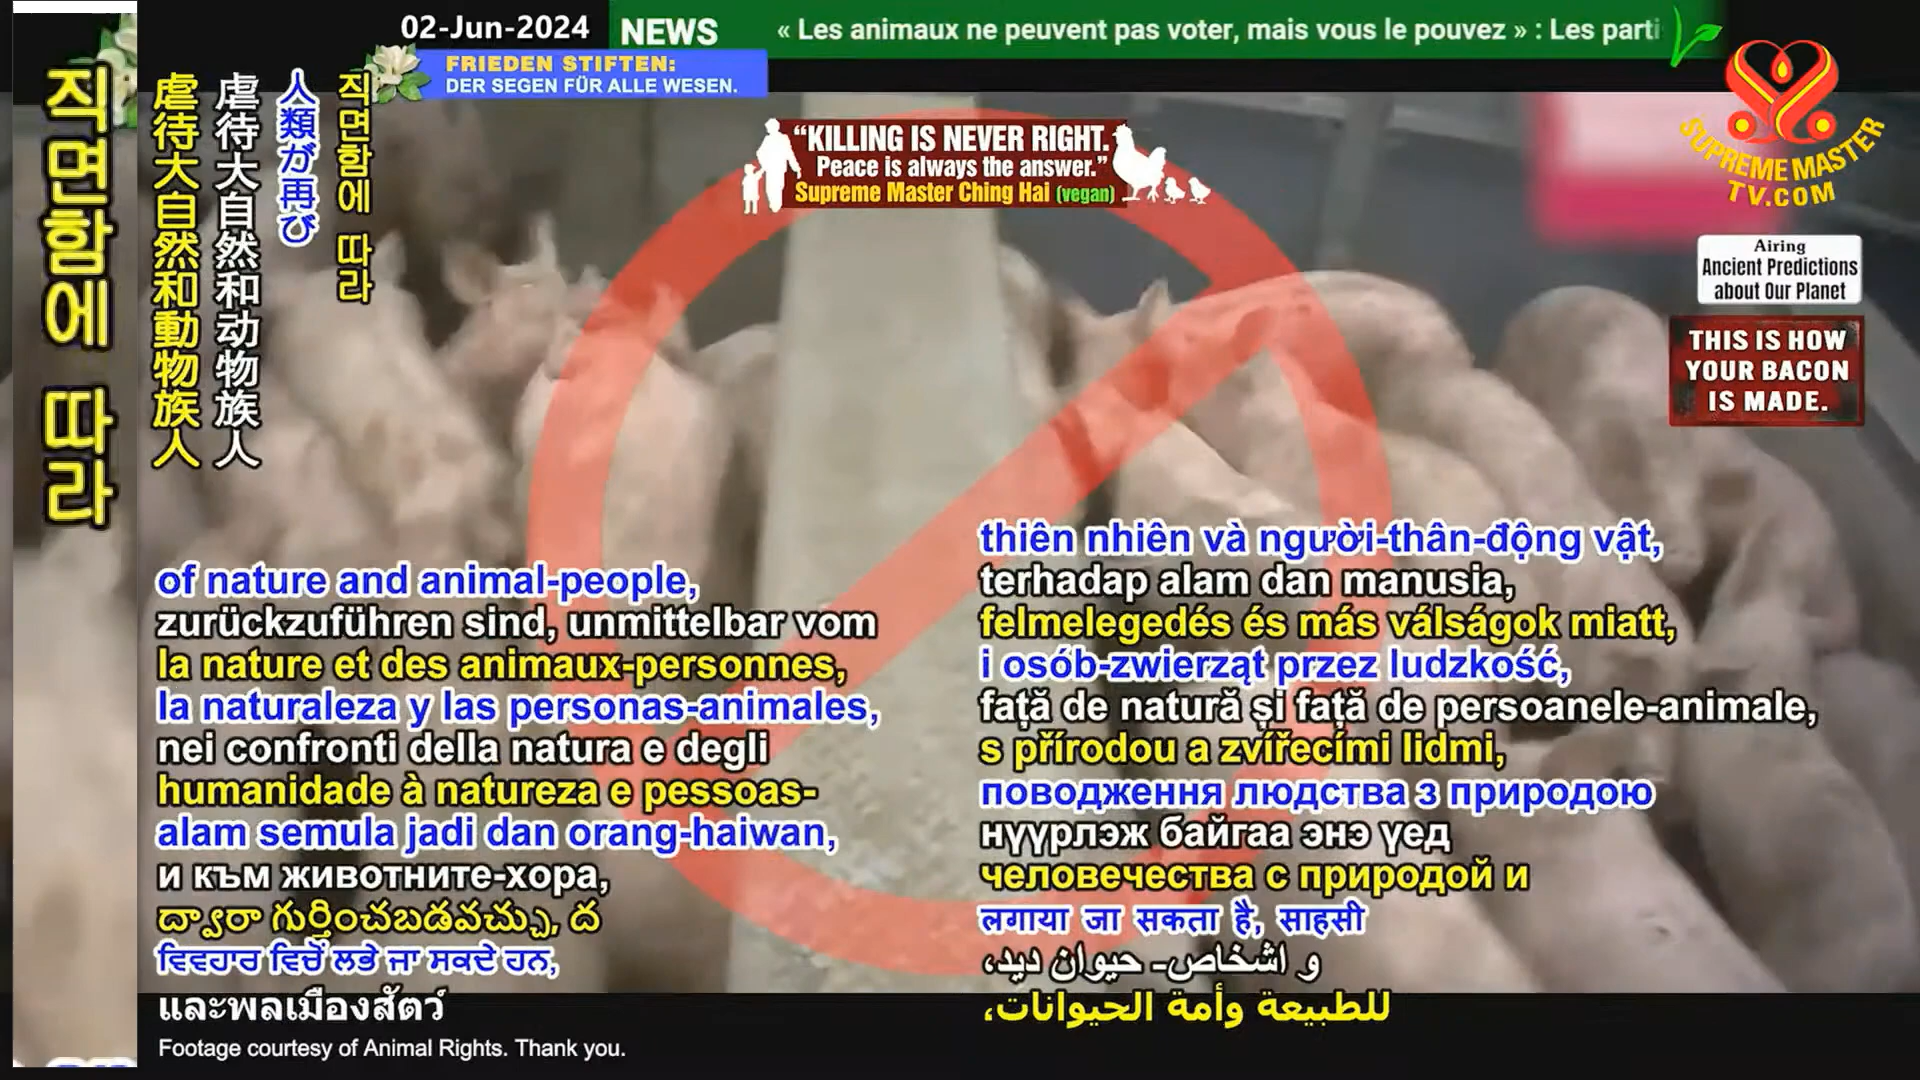 02-Jun-2024
NEWS
« Les animaux ne peuvent pas voter, mais vous le pouvez » : Les parti
FRIEDEN STIFTEN:
DER SEGEN FÜR ALLE WESEN.
직면함에 따라
虐待大自然和動物族人
虐待大自然和动物族人
人類が再び
직면함에 따라
“KILLING IS NEVER RIGHT.
Peace is always the answer.”
Supreme Master Ching Hai (vegan)
SUPREME MASTER
TV.COM
Airing
Ancient Predictions
about Our Planet
THIS IS HOW
YOUR BACON
IS MADE.
of nature and animal-people,
zurückzuführen sind, unmittelbar vom
la nature et des animaux-personnes,
la naturaleza y las personas-animales,
nei confronti della natura e degli
humanidade à natureza e pessoas-
alam semula jadi dan orang-haiwan,
и към животните-хора,
ద్వారా గుర్తించబడవచ్చు, ద
ਵਿਵਹਾਰ ਵਿਚੋਂ ਲਭੇ ਜਾ ਸਕਦੇ ਹਨ,
และพลเมืองสัตว์
thiên nhiên và người-thân-động vật,
terhadap alam dan manusia,
felmelegedés és más válságok miatt,
i osób-zwierząt przez ludzkość,
față de natură și față de persoanele-animale,
s přírodou a zvířecími lidmi,
поводження людства з природою
нүүрлэж байгаа энэ үед
человечества с природой и
लगाया जा सकता है, साहसी
و اشخاص- حیوان دید،
للطبيعة وأمة الحيوانات،
Footage courtesy of Animal Rights. Thank you.